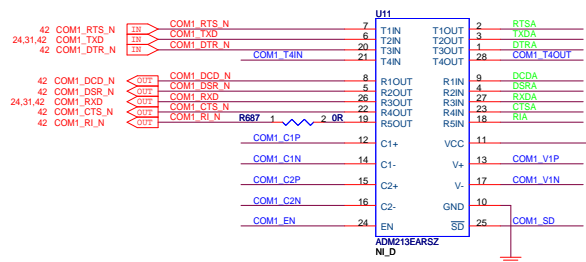 U11
42 COM1_RTS_N IN COM1_RTS_N 7 T1IN T1OUT 2 RTSA
24,31,42 COM1_TXD IN COM1_TXD 6 T2IN T2OUT 3 TXDA
42 COM1_DTR_N IN COM1_DTR_N 20 T3IN T3OUT 1 DTRA
COM1_T4IN 21 T4IN T4OUT 28 COM1_T4OUT
42 COM1_DCD_N OUT COM1_DCD_N 8 R1OUT R1IN 9 DCDA
42 COM1_DSR_N OUT COM1_DSR_N 5 R2OUT R2IN 4 DSRA
24,31,42 COM1_RXD OUT COM1_RXD 26 R3OUT R3IN 27 RXDA
42 COM1_CTS_N OUT COM1_CTS_N 22 R4OUT R4IN 23 CTSA
42 COM1_RI_N OUT COM1_RI_N R687 1 2 0R 19 R5OUT R5IN 18 RIA
COM1_C1P 12 C1+ VCC 11
COM1_C1N 14 C1- V+ 13 COM1_V1P
COM1_C2P 15 C2+ V- 17 COM1_V1N
COM1_C2N 16 C2- GND 10
COM1_EN 24 EN SD 25 COM1_SD
ADM213EARSZ
NI_D